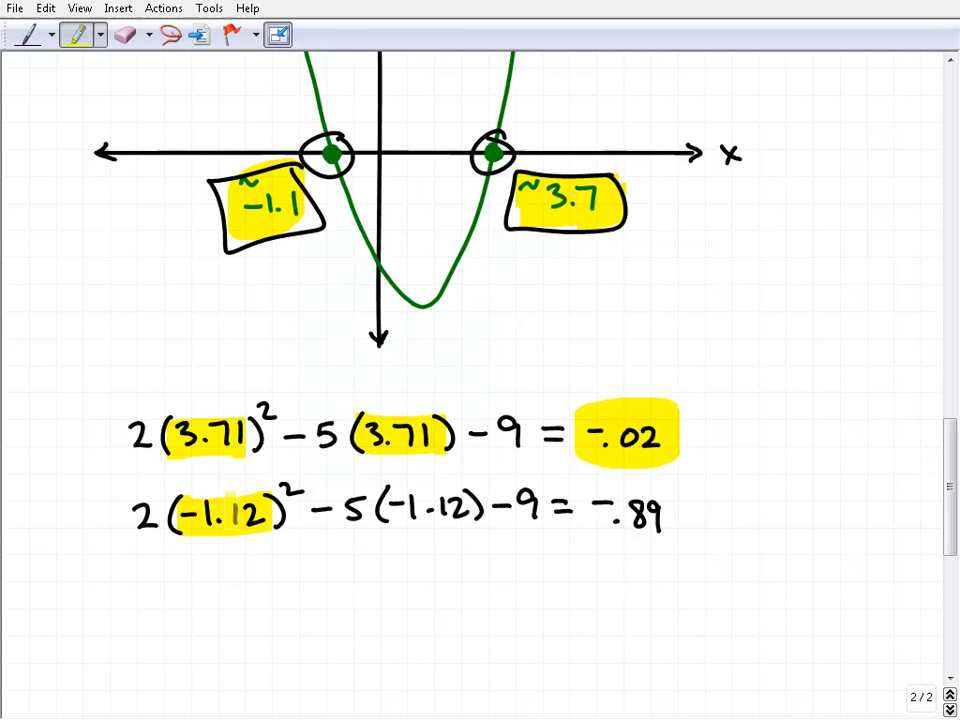 File Edit View Insert Actions Tools Help
x
~
-1.1
~3.7
2(3.71)² - 5(3.71) - 9 = -.02
2(-1.12)² - 5(-1.12) - 9 = -.89
2/2